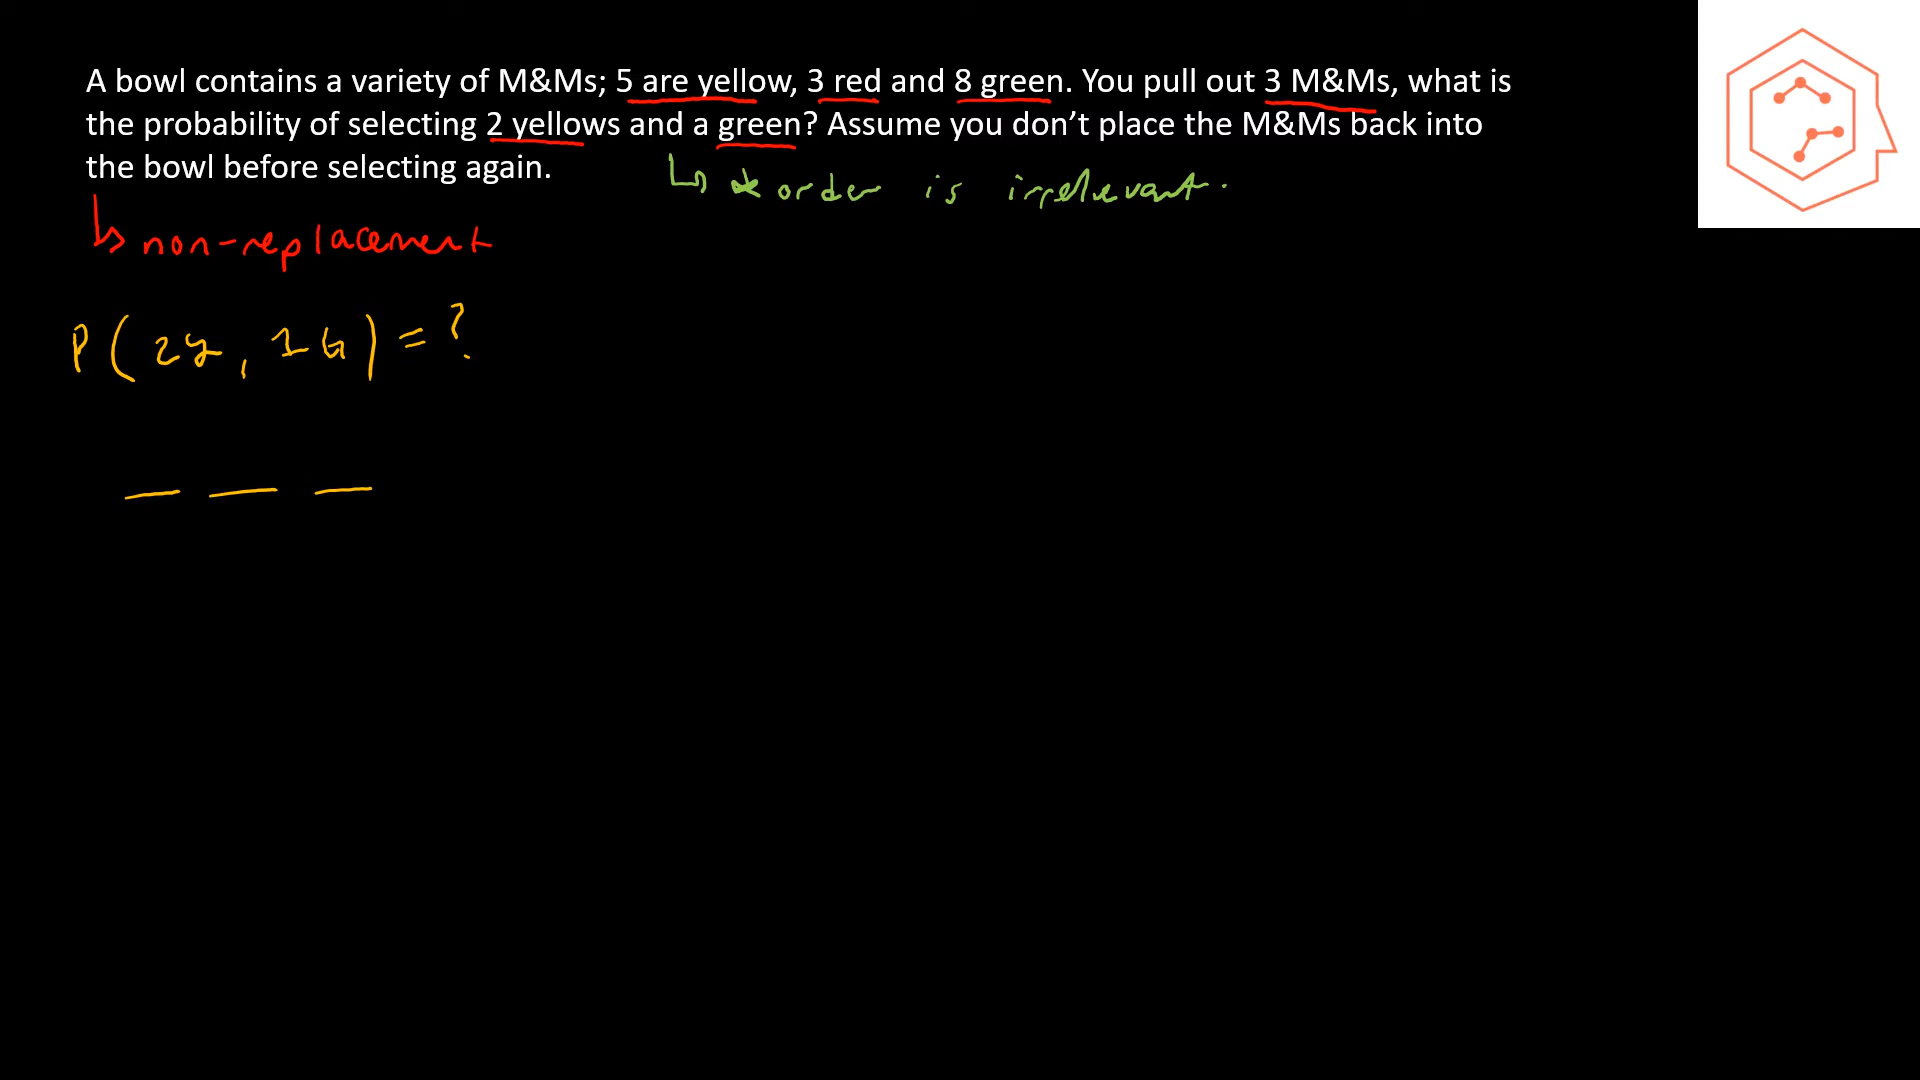 A bowl contains a variety of M&Ms; 5 are yellow, 3 red and 8 green. You pull out 3 M&Ms, what is
the probability of selecting 2 yellows and a green? Assume you don’t place the M&Ms back into
the bowl before selecting again.
* order is irrelevant.
non-replacement
P(2y, 1G) = ?